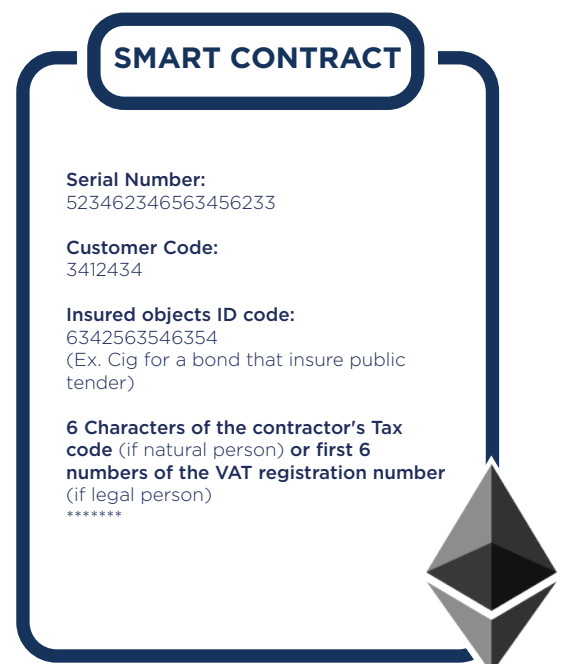 SMART CONTRACT
Serial Number:
523462346563456233
Customer Code:
3412434
Insured objects ID code:
6342563546354
(Ex. Cig for a bond that insure public
tender)
6 Characters of the contractor's Tax
code (if natural person) or first 6
numbers of the VAT registration number
(if legal person)
*******